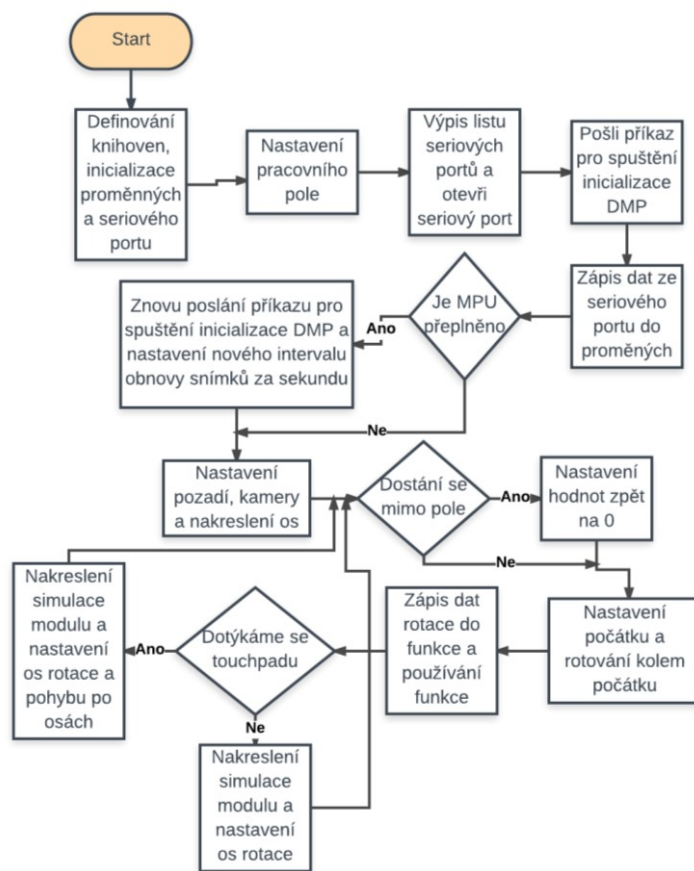 Start
Definování
knihoven,
inicializace
proměnných
a seriového
portu
Nastavení
pracovního
pole
Výpis listu
seriových
portů a
otevři
seriový port
Pošli příkaz
pro spuštění
inicializace
DMP
Zápis dat ze
seriového
portu do
proměných
Je MPU
přeplněno
Ano
Znovu poslání příkazu pro
spuštění inicializace DMP a
nastavení nového intervalu
obnovy snímků za sekundu
Ne
Nastavení
pozadí, kamery
a nakreslení os
Dostání se
mimo pole
Ano
Nastavení
hodnot zpět
na 0
Ne
Nastavení
počátku a
rotování kolem
počátku
Zápis dat
rotace do
funkce a
používání
funkce
Dotýkáme se
touchpadu
Ano
Nakreslení
simulace
modulu a
nastavení
os rotace a
pohybu po
osách
Ne
Nakreslení
simulace
modulu a
nastavení
os rotace